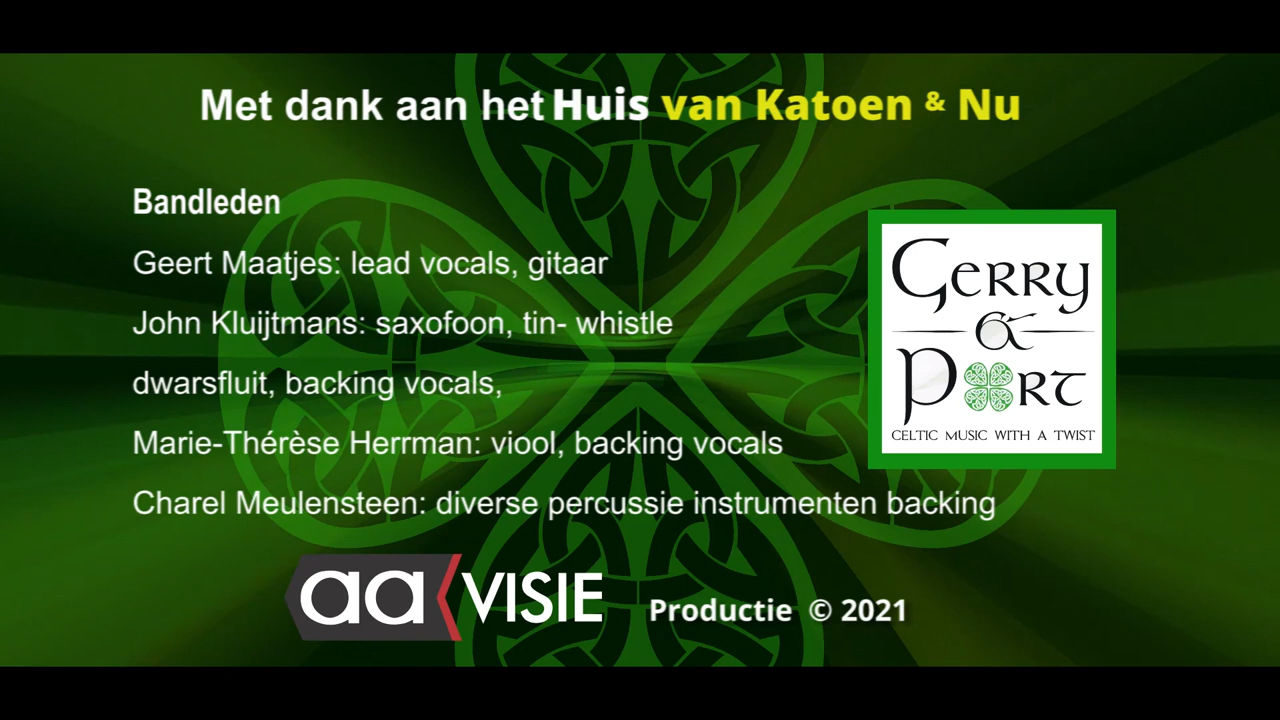 Met dank aan het Huis van Katoen & Nu
Bandleden
Geert Maatjes: lead vocals, gitaar
John Kluijtmans: saxofoon, tin- whistle
dwarsfluit, backing vocals,
Marie-Thérèse Herrman: viool, backing vocals
Charel Meulensteen: diverse percussie instrumenten backing
Gerry
&
Port
CELTIC MUSIC WITH A TWIST
aa VISIE
Productie © 2021